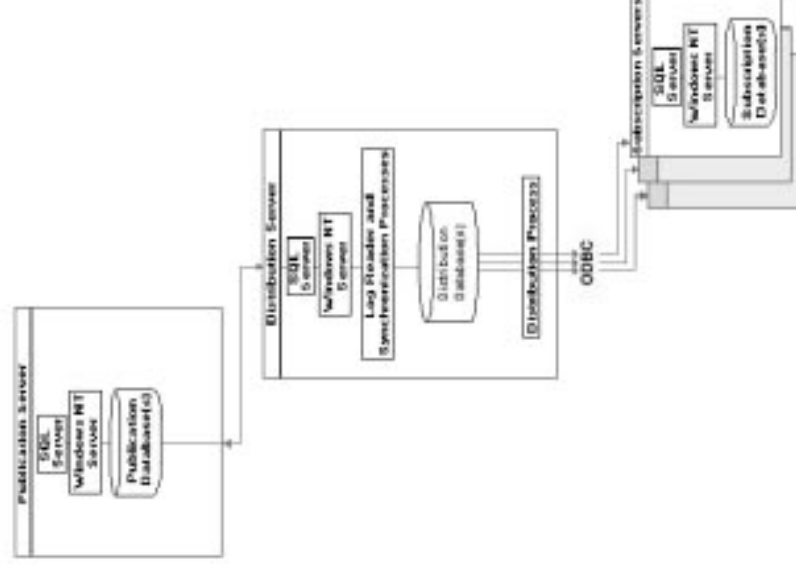 Publication Server
SQL
Server
Windows NT
Server
Publication
Database(s)
Distribution Server
SQL
Server
Windows NT
Server
Log Reader and
Synchronization Processes
Distribution
Database(s)
Distribution Process
ODBC
Subscription Servers
SQL
Server
Windows NT
Server
Subscription
Database(s)